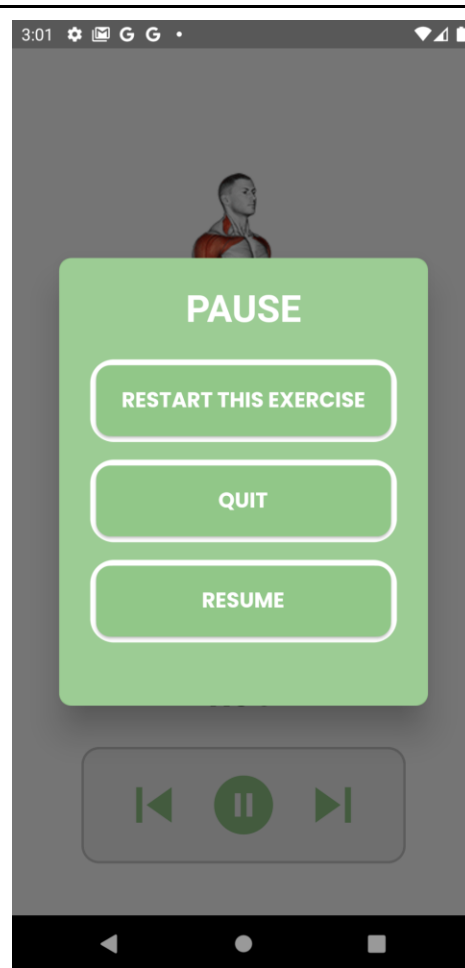 3:01 G G
PAUSE
RESTART THIS EXERCISE
QUIT
RESUME